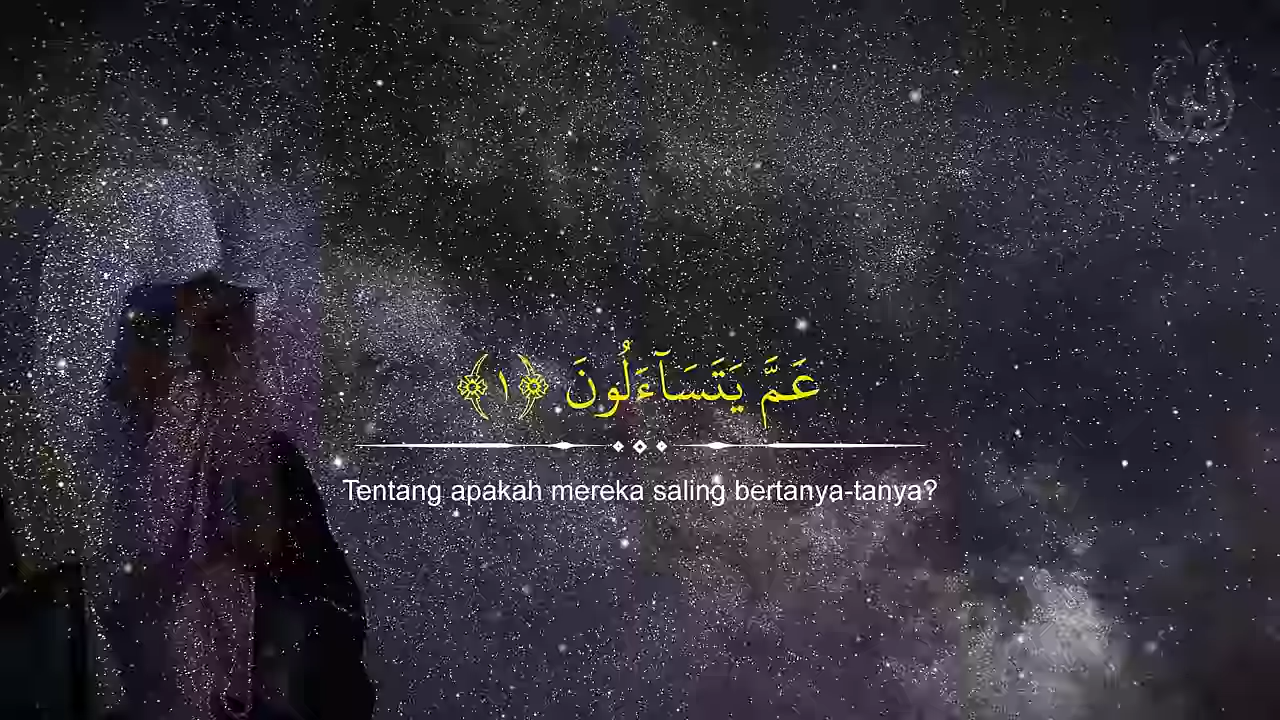 عَمَّ يَتَسَآءَلُونَ ﴿١﴾
Tentang apakah mereka saling bertanya-tanya?